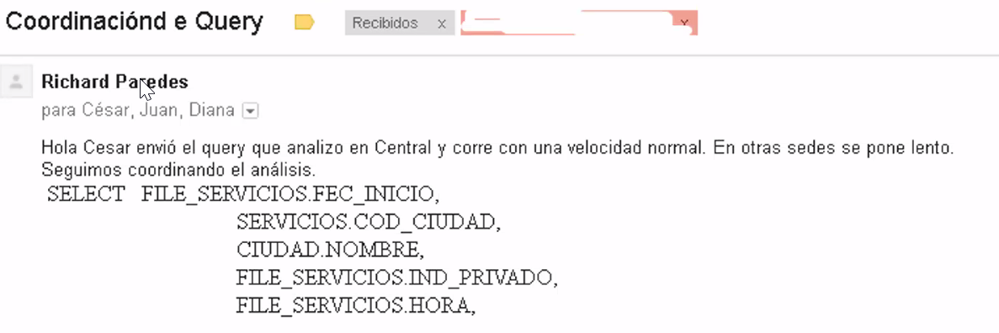 Coordinaciónd e Query
Recibidos x
x
Richard Paredes
para César, Juan, Diana
Hola Cesar envió el query que analizo en Central y corre con una velocidad normal. En otras sedes se pone lento.
Seguimos coordinando el análisis.
SELECT FILE_SERVICIOS.FEC_INICIO,
SERVICIOS.COD_CIUDAD,
CIUDAD.NOMBRE,
FILE_SERVICIOS.IND_PRIVADO,
FILE_SERVICIOS.HORA,